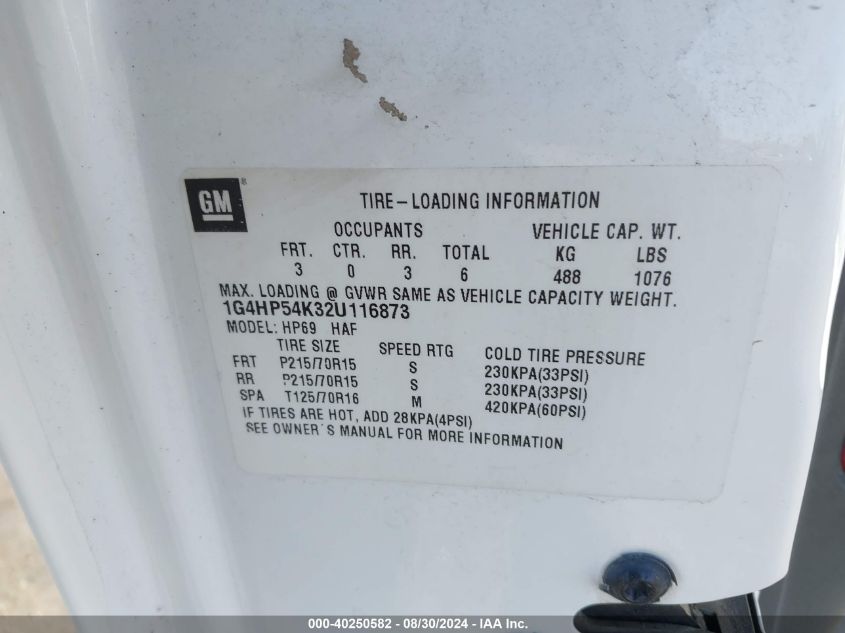 GM ®
TIRE-LOADING INFORMATION
OCCUPANTS VEHICLE CAP. WT.
FRT. CTR. RR. TOTAL KG LBS
3 0 3 6 488 1076
MAX. LOADING @ GVWR SAME AS VEHICLE CAPACITY WEIGHT.
1G4HP54K32U116873
MODEL: HP69 HAF
TIRE SIZE SPEED RTG COLD TIRE PRESSURE
FRT P215/70R15 S 230KPA(33PSI)
RR P215/70R15 S 230KPA(33PSI)
SPA T125/70R16 M 420KPA(60PSI)
IF TIRES ARE HOT, ADD 28KPA(4PSI)
SEE OWNER'S MANUAL FOR MORE INFORMATION
000-40250582 - 08/30/2024 - IAA Inc.